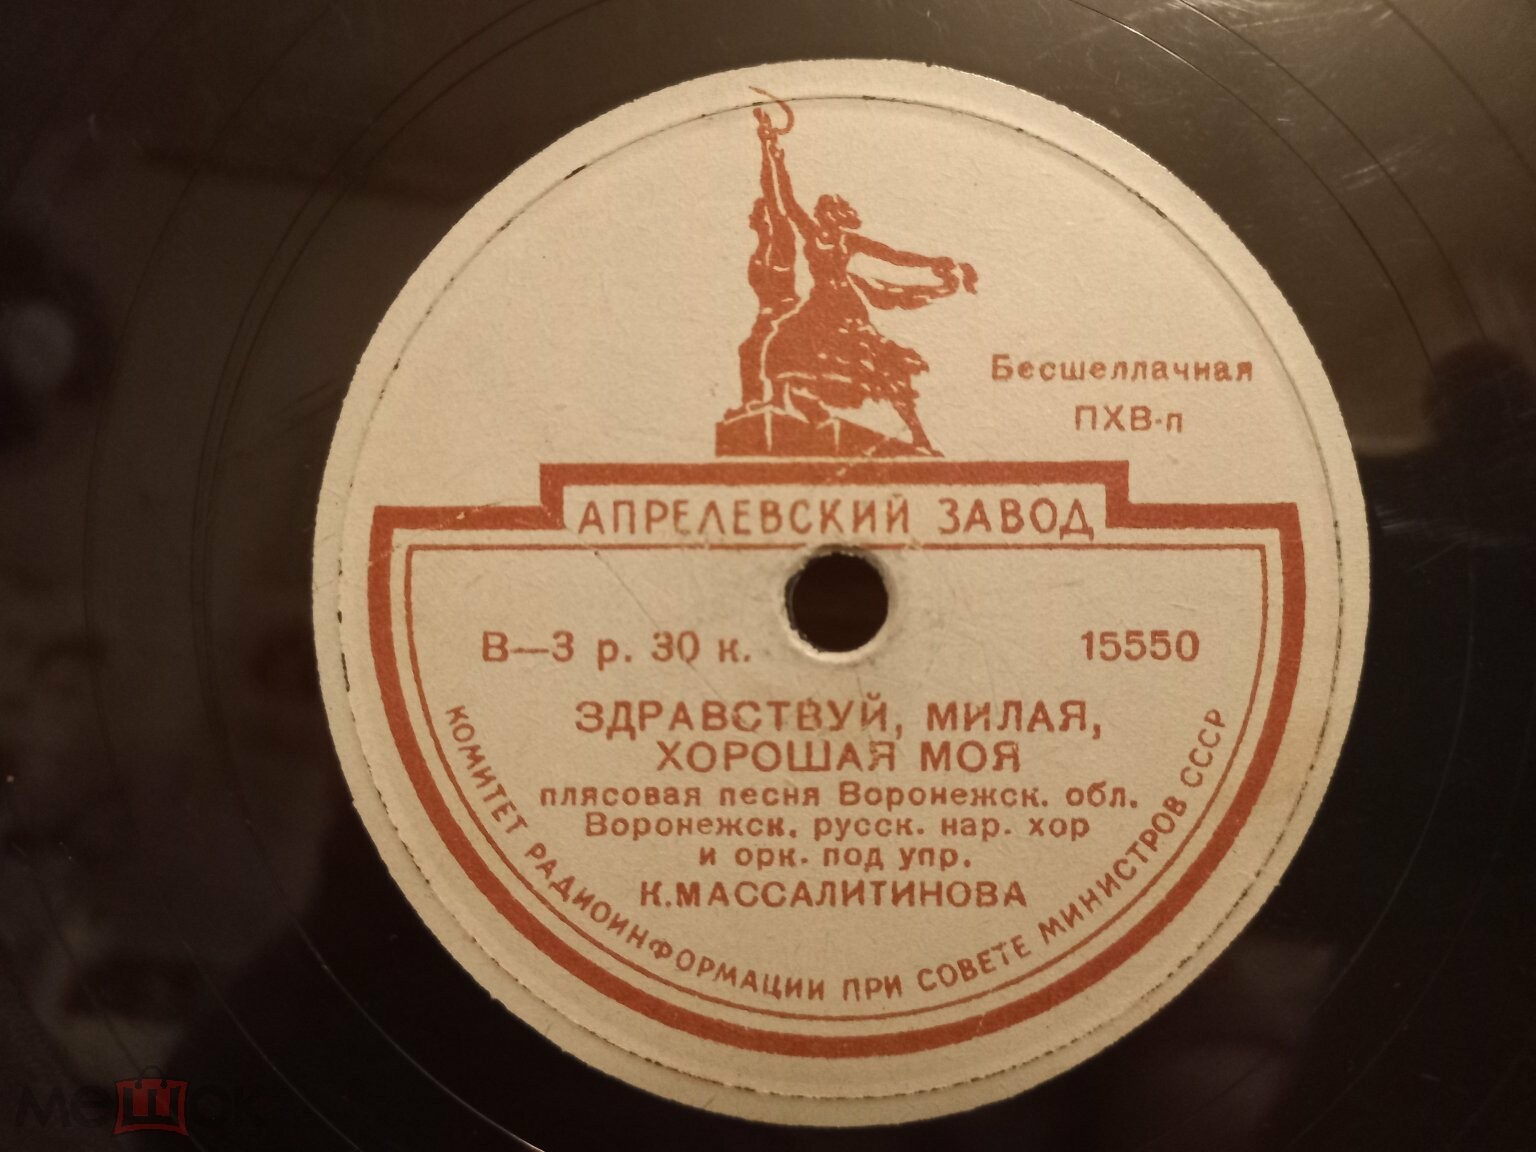 Бесшеллачная
ПХВ-п
АПРЕЛЕВСКИЙ ЗАВОД
В—3 р. 30 к.
15550
ЗДРАВСТВУЙ, МИЛАЯ,
ХОРОШАЯ МОЯ
плясовая песня Воронежск. обл.
Воронежск. русск. нар. хор
и орк. под упр.
К.МАССАЛИТИНОВА
КОМИТЕТ РАДИОИНФОРМАЦИИ ПРИ СОВЕТЕ МИНИСТРОВ СССР
мешок